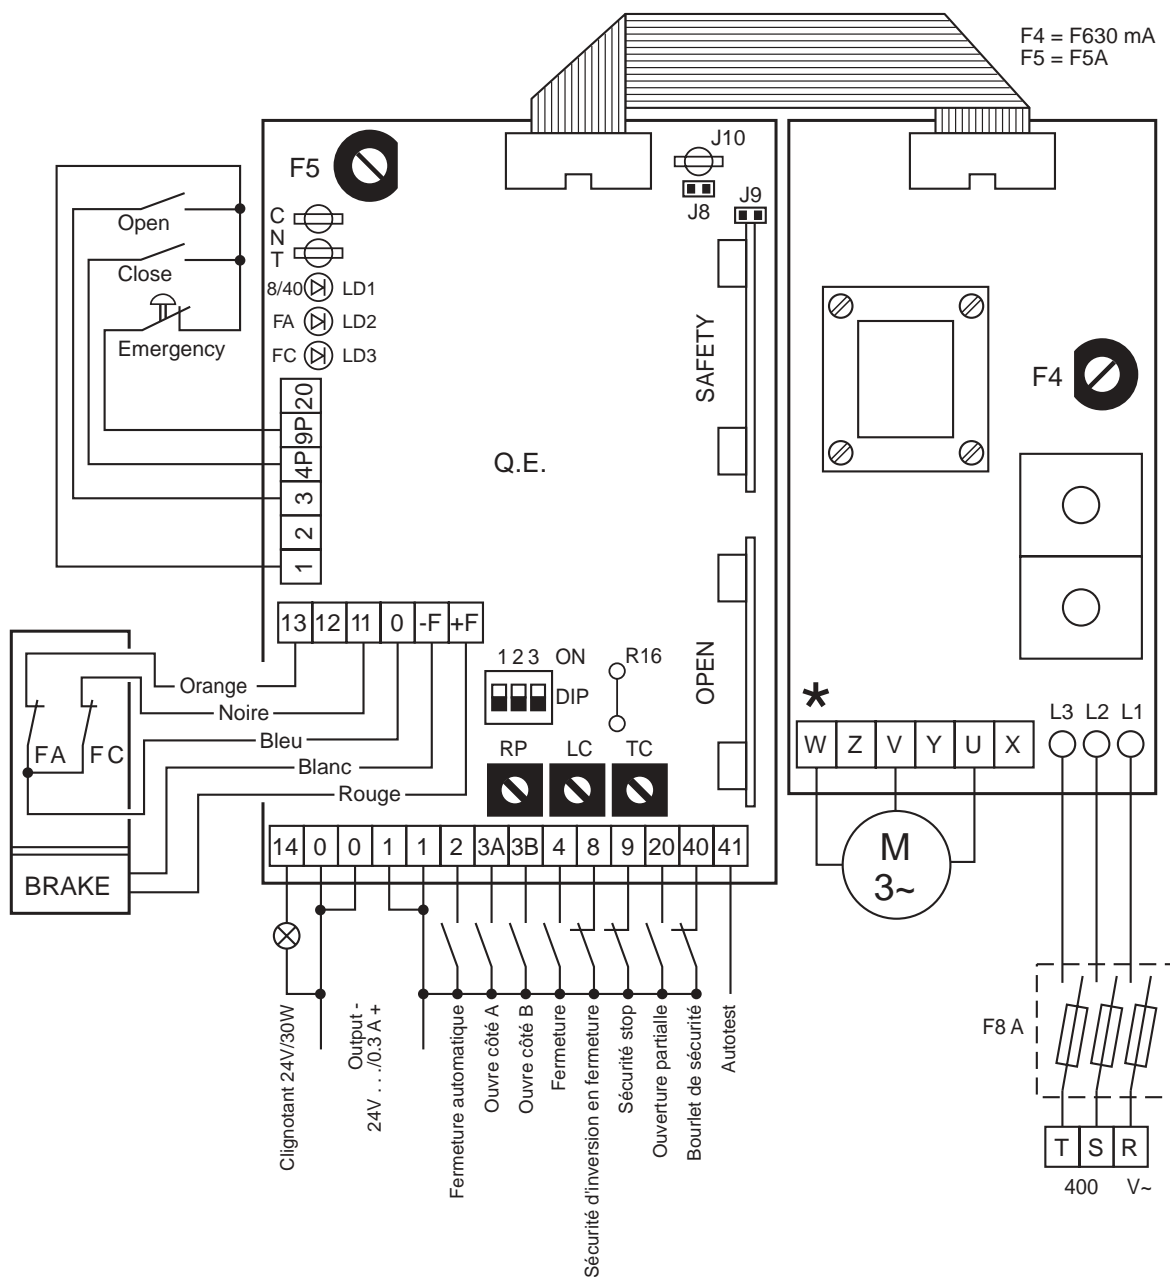 F4 = F630 mA
F5 = F5A
J10
F5
J8
J9
C
N
T
Open
Close
Emergency
8/40 LD1
FA LD2
FC LD3
SAFETY
F4
20
9P
4P
3
2
1
Q.E.
13 12 11 0 -F +F
1 2 3 ON
DIP
R16
OPEN
Orange
Noire
Bleu
Blanc
Rouge
FA FC
RP LC TC
*
L3 L2 L1
W Z V Y U X
M
3~
BRAKE
14 0 0 1 1 2 3A 3B 4 8 9 20 40 41
Clignotant 24V/30W
Output -
24V . . ./0.3 A +
Fermeture automatique
Ouvre côté A
Ouvre côté B
Fermeture
Sécurité d'inversion en fermeture
Sécurité stop
Ouverture partialle
Bourlet de sécurité
Autotest
F8 A
T S R
400 V~